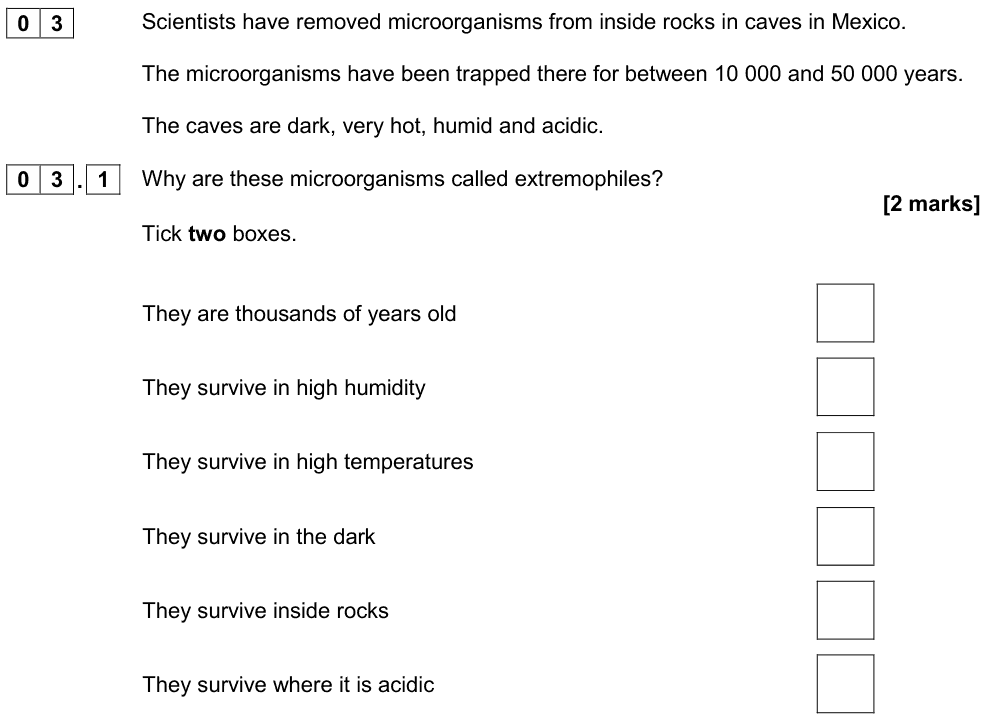 0 3 Scientists have removed microorganisms from inside rocks in caves in Mexico.
The microorganisms have been trapped there for between 10 000 and 50 000 years.
The caves are dark, very hot, humid and acidic.
0 3 . 1 Why are these microorganisms called extremophiles?
[2 marks]
Tick two boxes.
They are thousands of years old
They survive in high humidity
They survive in high temperatures
They survive in the dark
They survive inside rocks
They survive where it is acidic